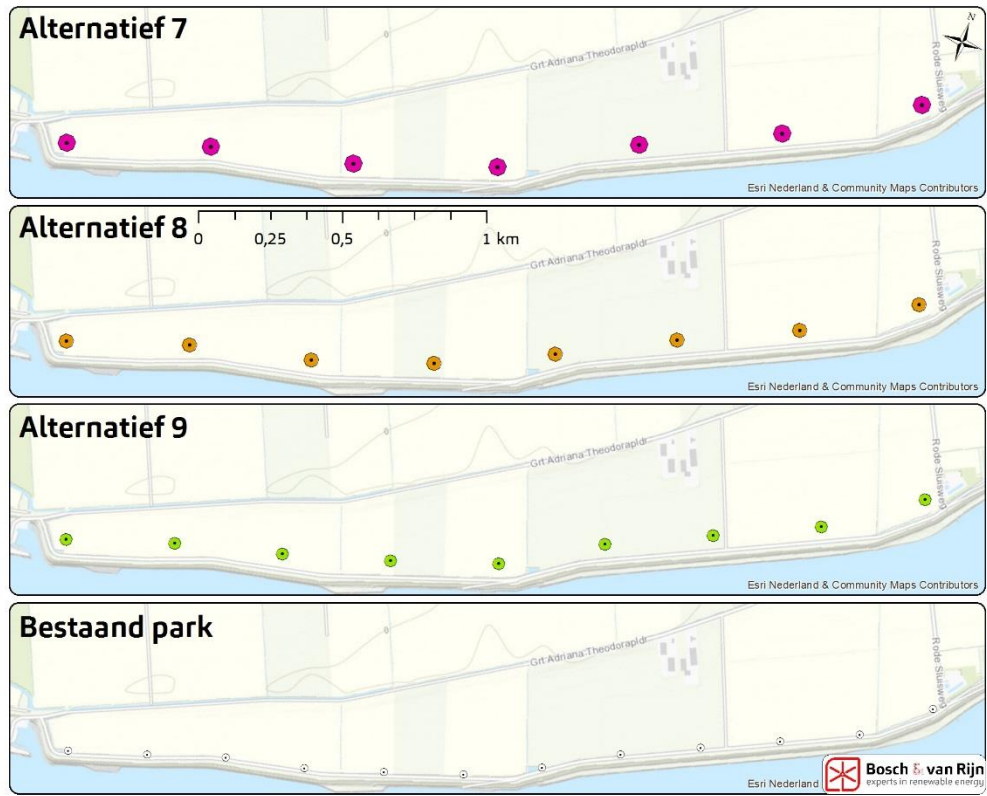 Alternatief 7
Grt Adriana Theodorapldr
Rode Sluisweg
N
Esri Nederland & Community Maps Contributors
Alternatief 8
0 0,25 0,5 1 km
Grt Adriana Theodorapldr
Rode Sluisweg
Esri Nederland & Community Maps Contributors
Alternatief 9
Grt Adriana Theodorapldr
Rode Sluisweg
Esri Nederland & Community Maps Contributors
Bestaand park
Grt Adriana Theodorapldr
Rode Sluisweg
Esri Nederland
Bosch & van Rijn
experts in renewable energy